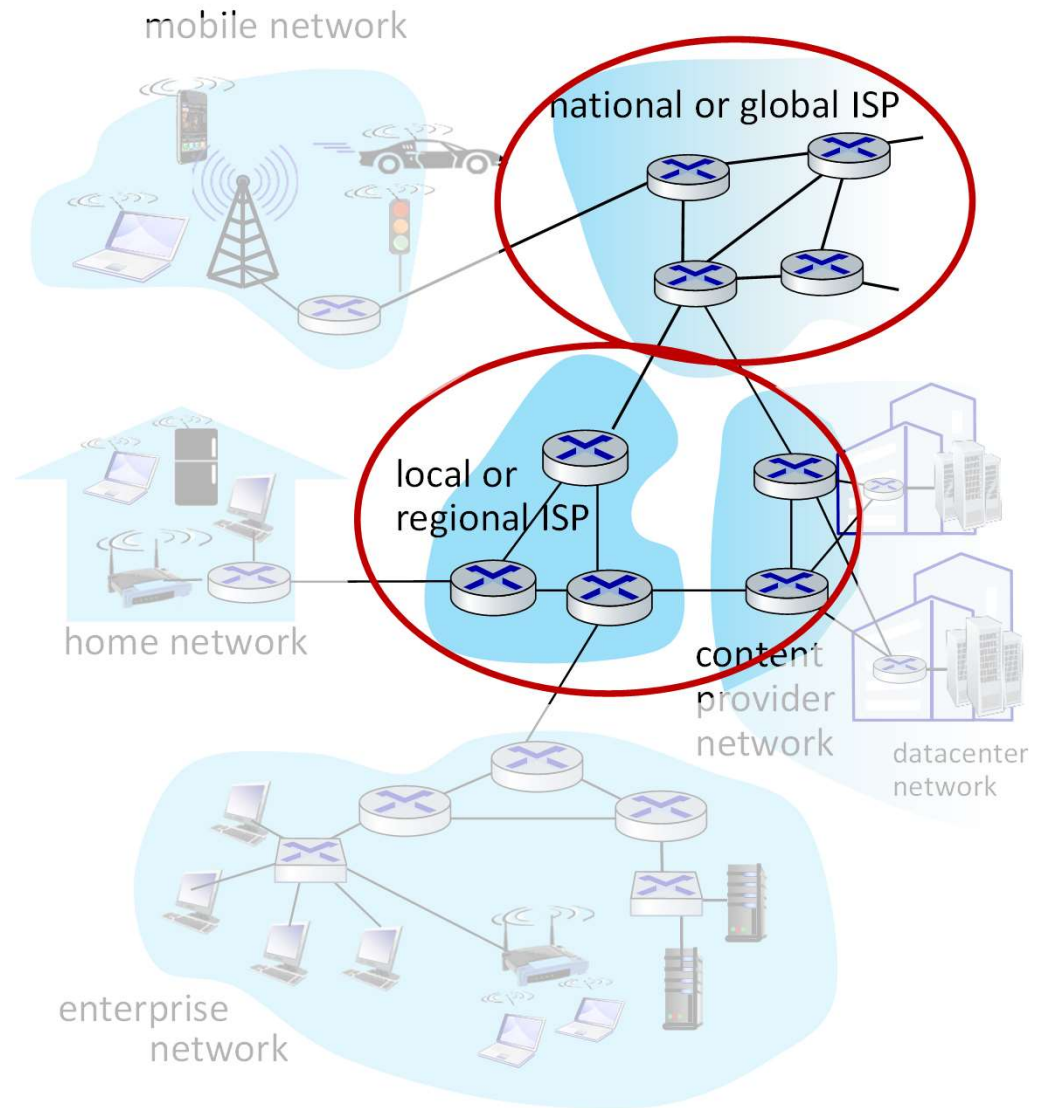 mobile network
national or global ISP
local or
regional ISP
home network
content
provider
network
datacenter
network
enterprise
network